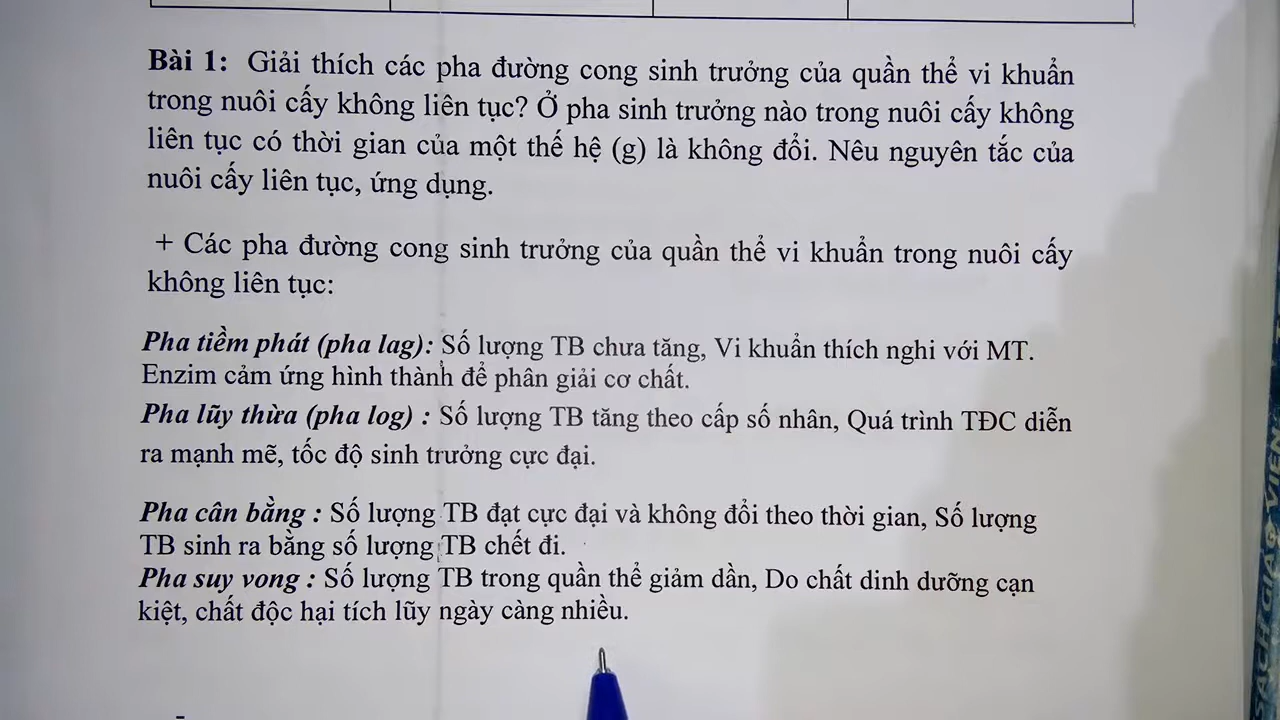 Bài 1: Giải thích các pha đường cong sinh trưởng của quần thể vi khuẩn
trong nuôi cấy không liên tục? Ở pha sinh trưởng nào trong nuôi cấy không
liên tục có thời gian của một thế hệ (g) là không đổi. Nêu nguyên tắc của
nuôi cấy liên tục, ứng dụng.
+ Các pha đường cong sinh trưởng của quần thể vi khuẩn trong nuôi cấy
không liên tục:
Pha tiềm phát (pha lag): Số lượng TB chưa tăng, Vi khuẩn thích nghi với MT.
Enzim cảm ứng hình thành để phân giải cơ chất.
Pha lũy thừa (pha log) : Số lượng TB tăng theo cấp số nhân, Quá trình TĐC diễn
ra mạnh mẽ, tốc độ sinh trưởng cực đại.
Pha cân bằng : Số lượng TB đạt cực đại và không đổi theo thời gian, Số lượng
TB sinh ra bằng số lượng TB chết đi.
Pha suy vong : Số lượng TB trong quần thể giảm dần, Do chất dinh dưỡng cạn
kiệt, chất độc hại tích lũy ngày càng nhiều.
SÁCH GIÁO VIÊN